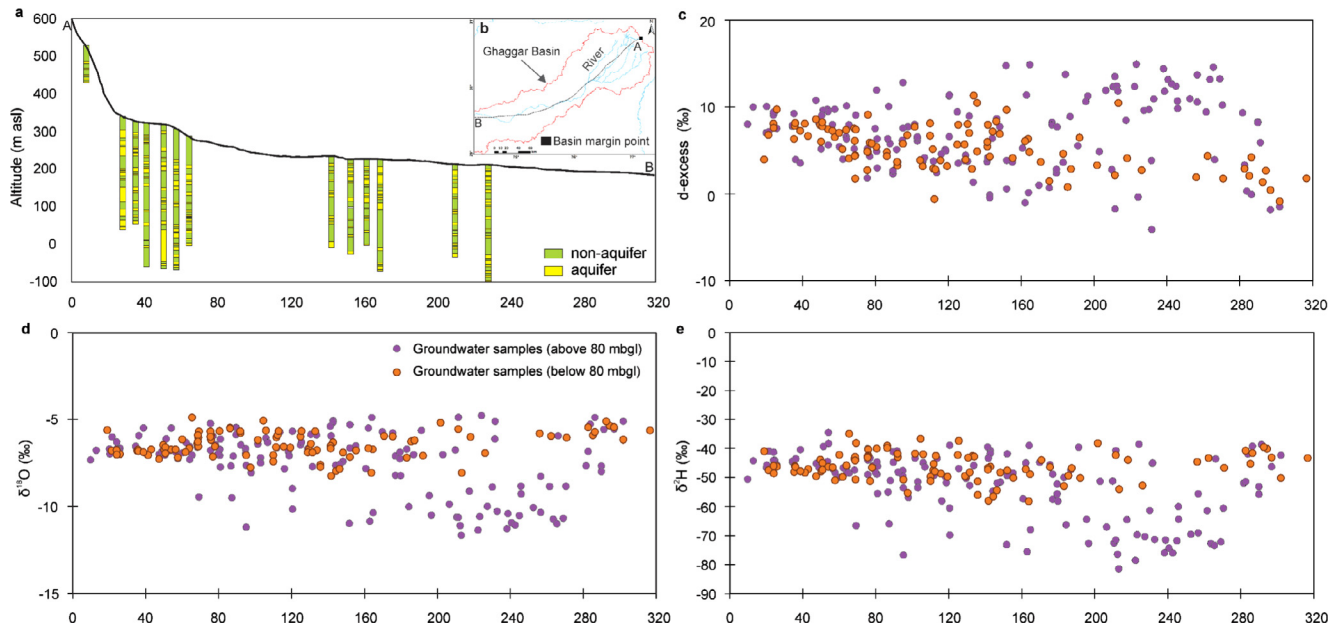 a
600
500
400
300
200
100
0
-100
Altitude (m asl)
A
B
non-aquifer
aquifer
0 40 80 120 160 200 240 280 320
b
Ghaggar Basin
River
A
B
Basin margin point
c
20
10
0
-10
d-excess (‰)
0 40 80 120 160 200 240 280 320
d
0
-5
-10
-15
δ¹⁸O (‰)
Groundwater samples (above 80 mbgl)
Groundwater samples (below 80 mbgl)
0 40 80 120 160 200 240 280 320
e
0
-10
-20
-30
-40
-50
-60
-70
-80
-90
δ²H (‰)
0 40 80 120 160 200 240 280 320